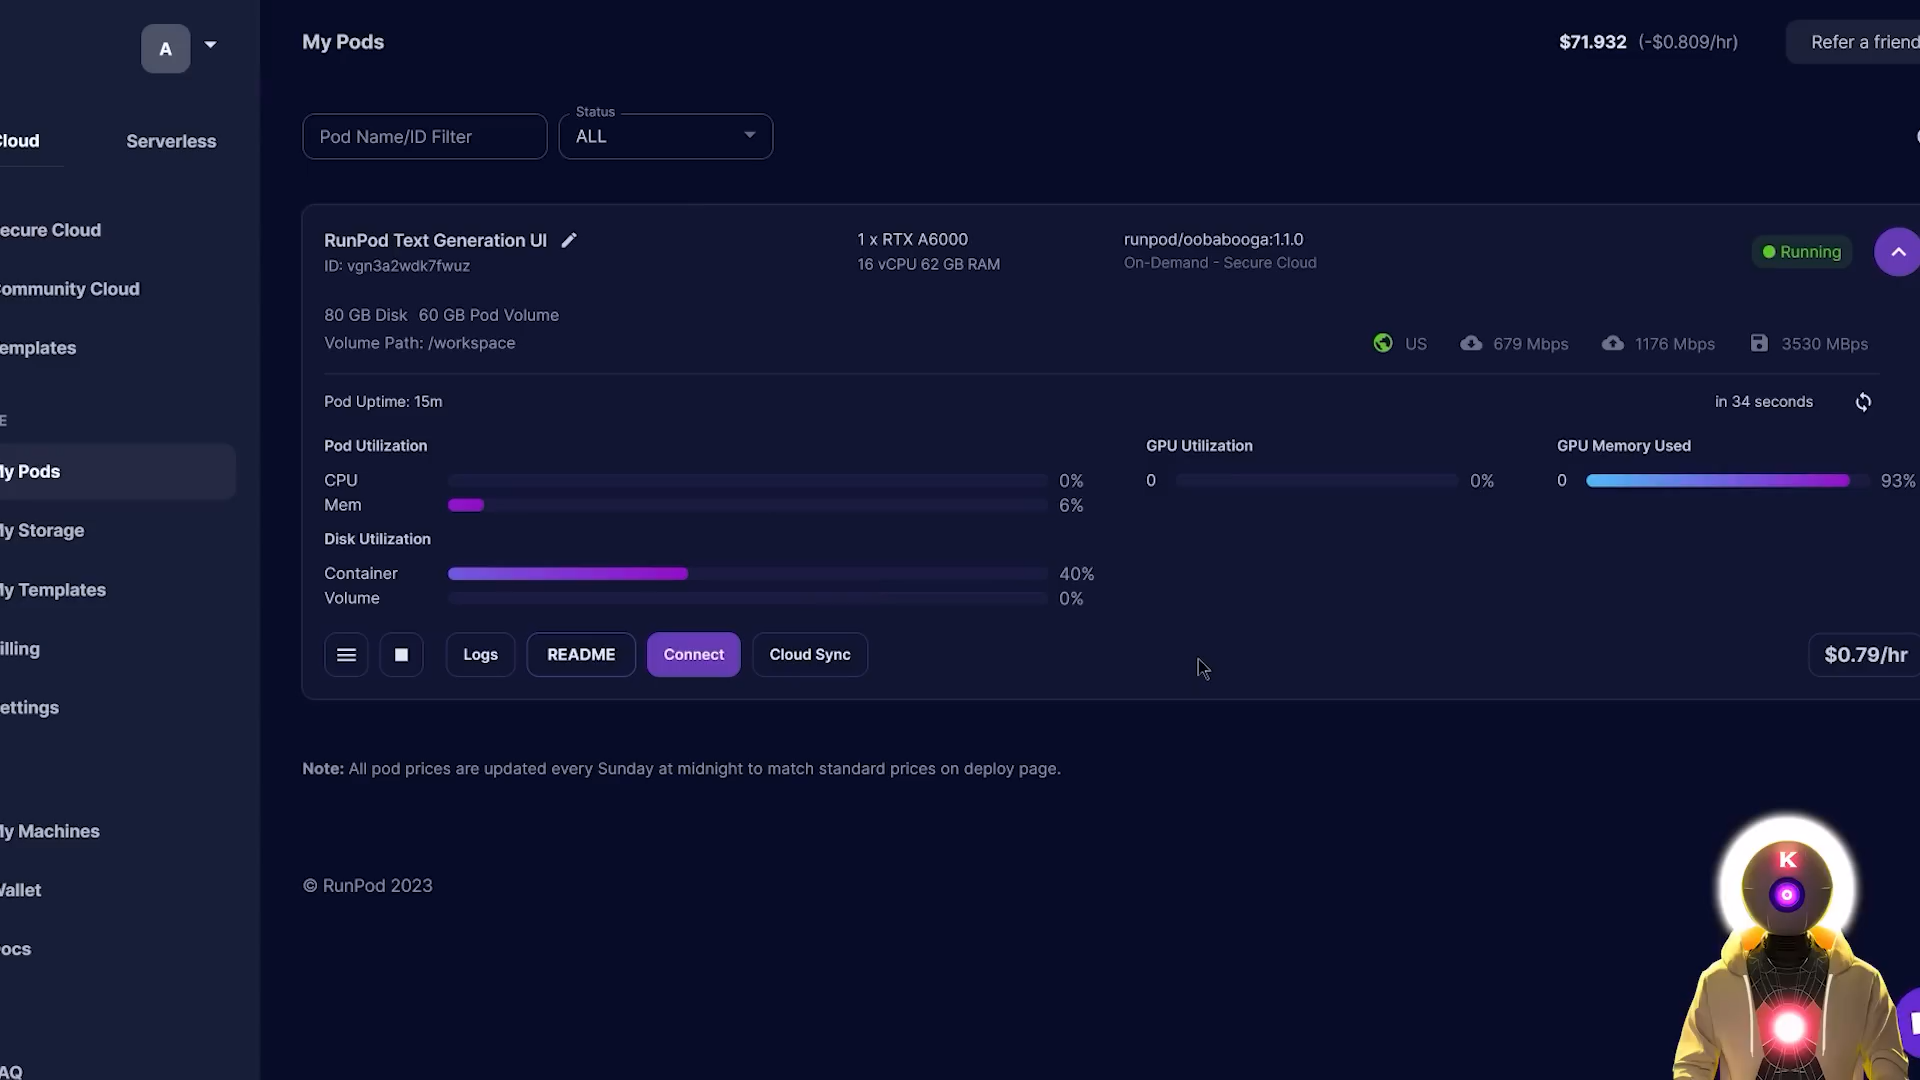 A
My Pods
$71.932 (-$0.809/hr)
Refer a friend
Cloud
Serverless
Pod Name/ID Filter
Status
ALL
ecure Cloud
ommunity Cloud
emplates
E
My Pods
My Storage
My Templates
illing
ettings
My Machines
Wallet
ocs
AQ
RunPod Text Generation UI
ID: vgn3a2wdk7fwuz
1 x RTX A6000
16 vCPU 62 GB RAM
runpod/oobabooga:1.1.0
On-Demand - Secure Cloud
Running
80 GB Disk 60 GB Pod Volume
Volume Path: /workspace
US 679 Mbps 1176 Mbps 3530 MBps
Pod Uptime: 15m
in 34 seconds
Pod Utilization
CPU 0%
Mem 6%
GPU Utilization
0 0%
GPU Memory Used
0 93%
Disk Utilization
Container 40%
Volume 0%
Logs
README
Connect
Cloud Sync
$0.79/hr
Note: All pod prices are updated every Sunday at midnight to match standard prices on deploy page.
© RunPod 2023
K